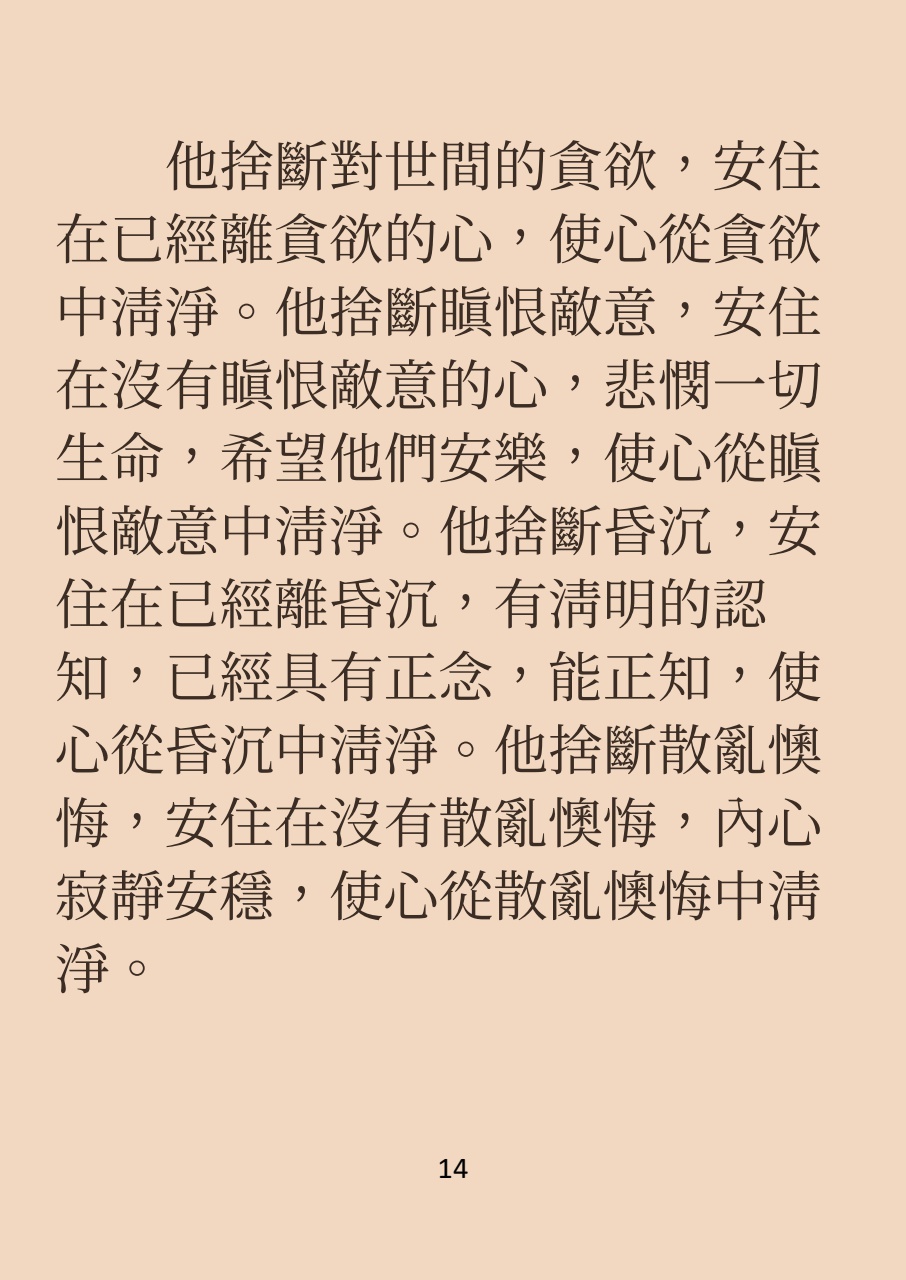 他捨斷對世間的貪欲，安住
在已經離貪欲的心，使心從貪欲
中清淨。他捨斷瞋恨敵意，安住
在沒有瞋恨敵意的心，悲憫一切
生命，希望他們安樂，使心從瞋
恨敵意中清淨。他捨斷昏沉，安
住在已經離昏沉，有清明的認
知，已經具有正念，能正知，使
心從昏沉中清淨。他捨斷散亂懊
悔，安住在沒有散亂懊悔，內心
寂靜安穩，使心從散亂懊悔中清
淨。
14